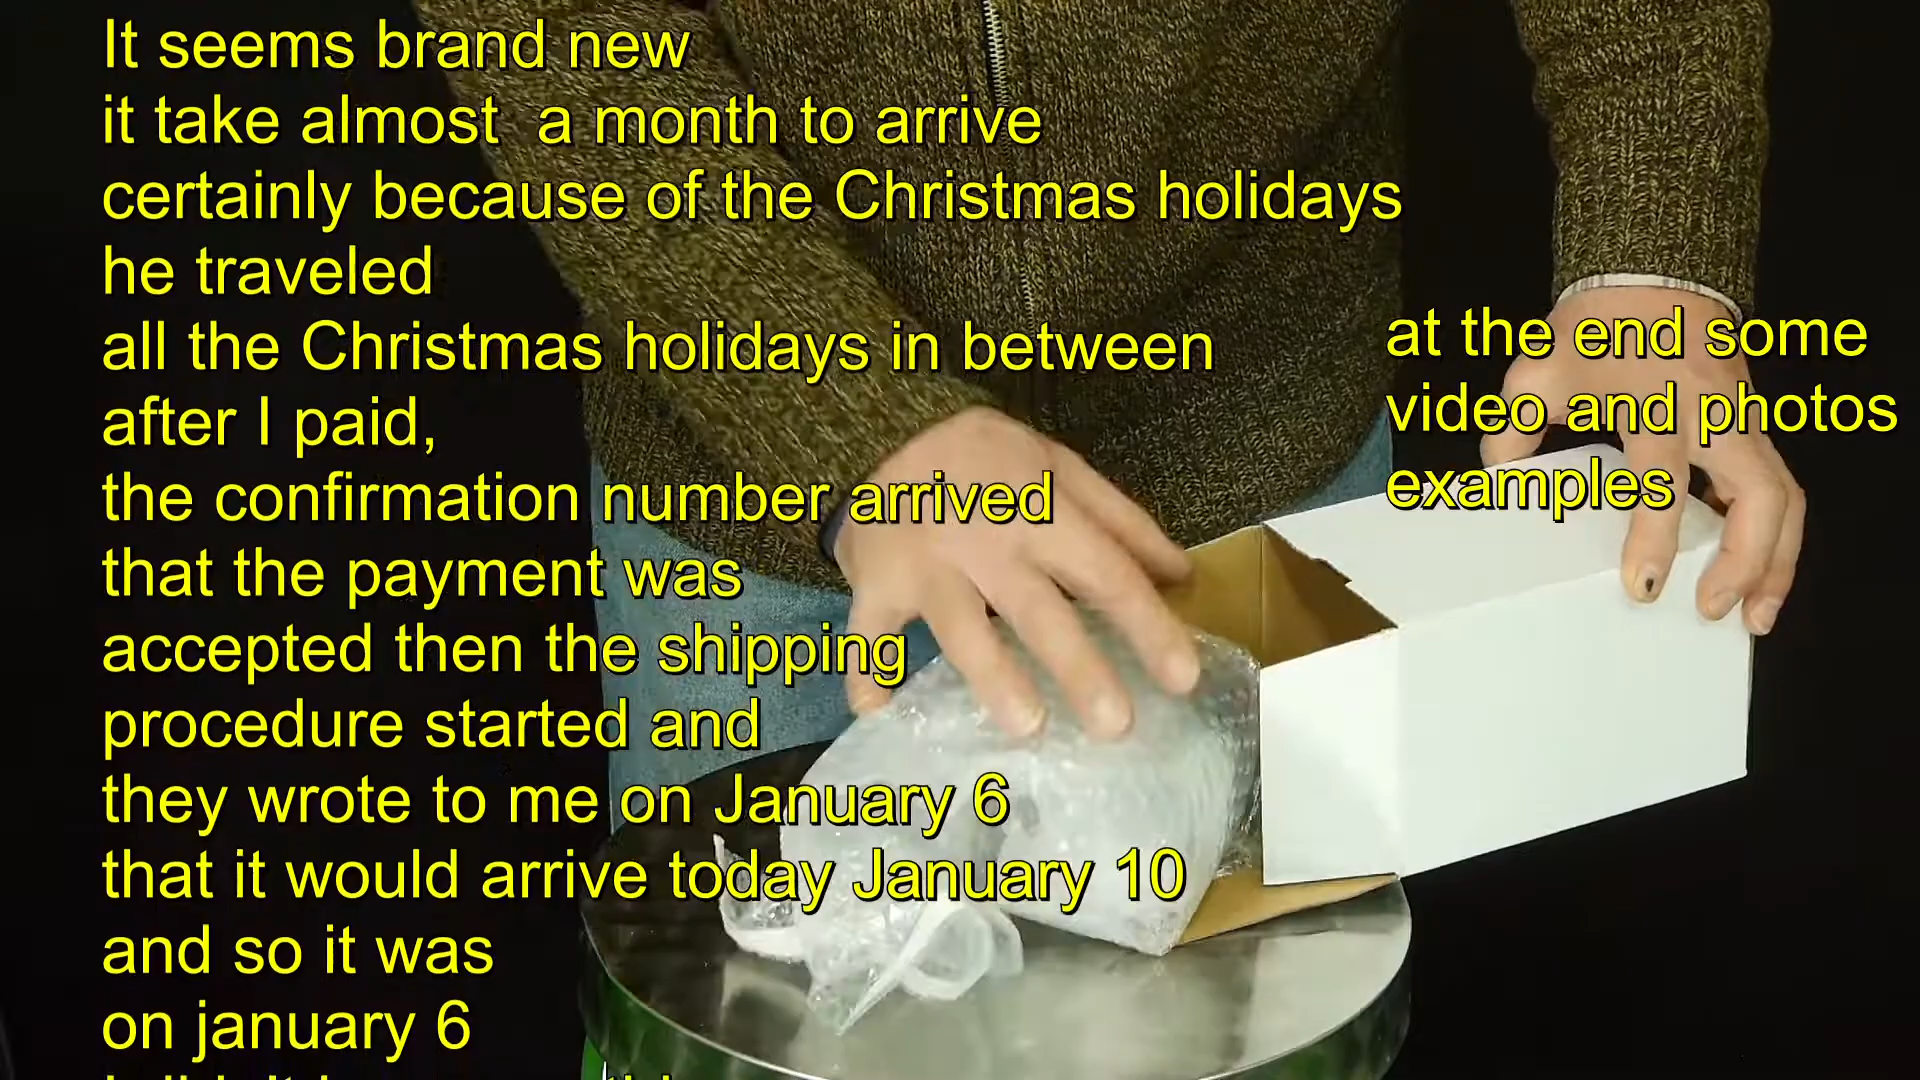 It seems brand new
it take almost  a month to arrive
certainly because of the Christmas holidays
he traveled
all the Christmas holidays in between
after I paid,
the confirmation number arrived
that the payment was
accepted then the shipping
procedure started and
they wrote to me on January 6
that it would arrive today January 10
and so it was
on january 6
at the end some
video and photos
examples